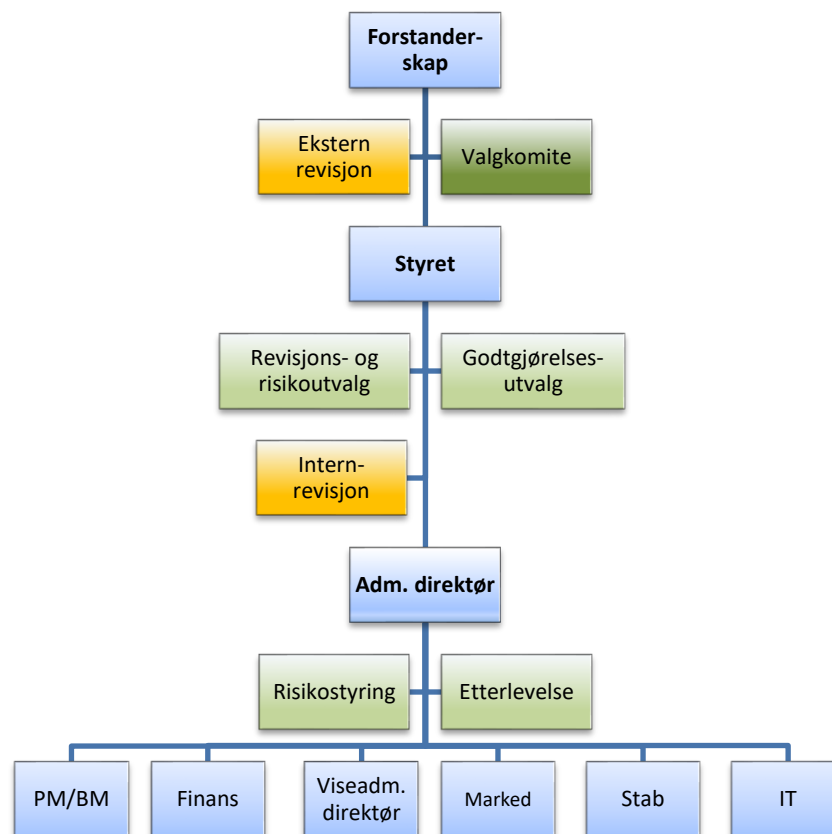 Forstander-
skap
Ekstern
revisjon
Valgkomite
Styret
Revisjons- og
risikoutvalg
Godtgjørelses-
utvalg
Intern-
revisjon
Adm. direktør
Risikostyring
Etterlevelse
PM/BM
Finans
Viseadm.
direktør
Marked
Stab
IT